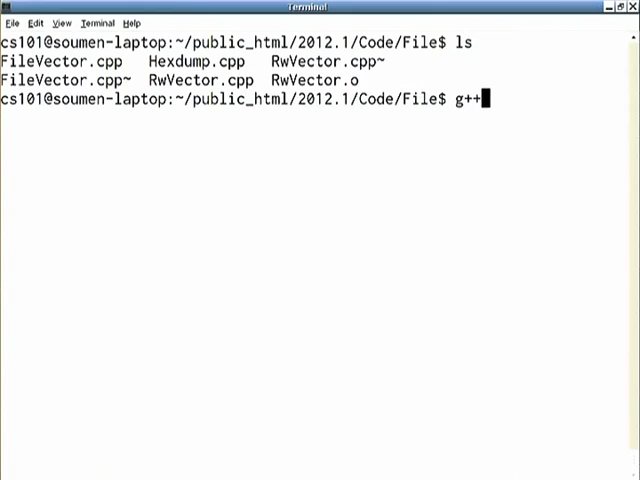 Terminal
File Edit View Terminal Help
cs101@soumen-laptop:~/public_html/2012.1/Code/File$ ls
FileVector.cpp Hexdump.cpp RwVector.cpp~
FileVector.cpp~ RwVector.cpp RwVector.o
cs101@soumen-laptop:~/public_html/2012.1/Code/File$ g++